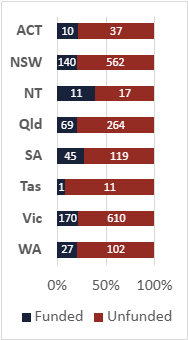 ACT 10 37
NSW 140 562
NT 11 17
Qld 69 264
SA 45 119
Tas 1 11
Vic 170 610
WA 27 102
0% 50% 100%
Funded Unfunded